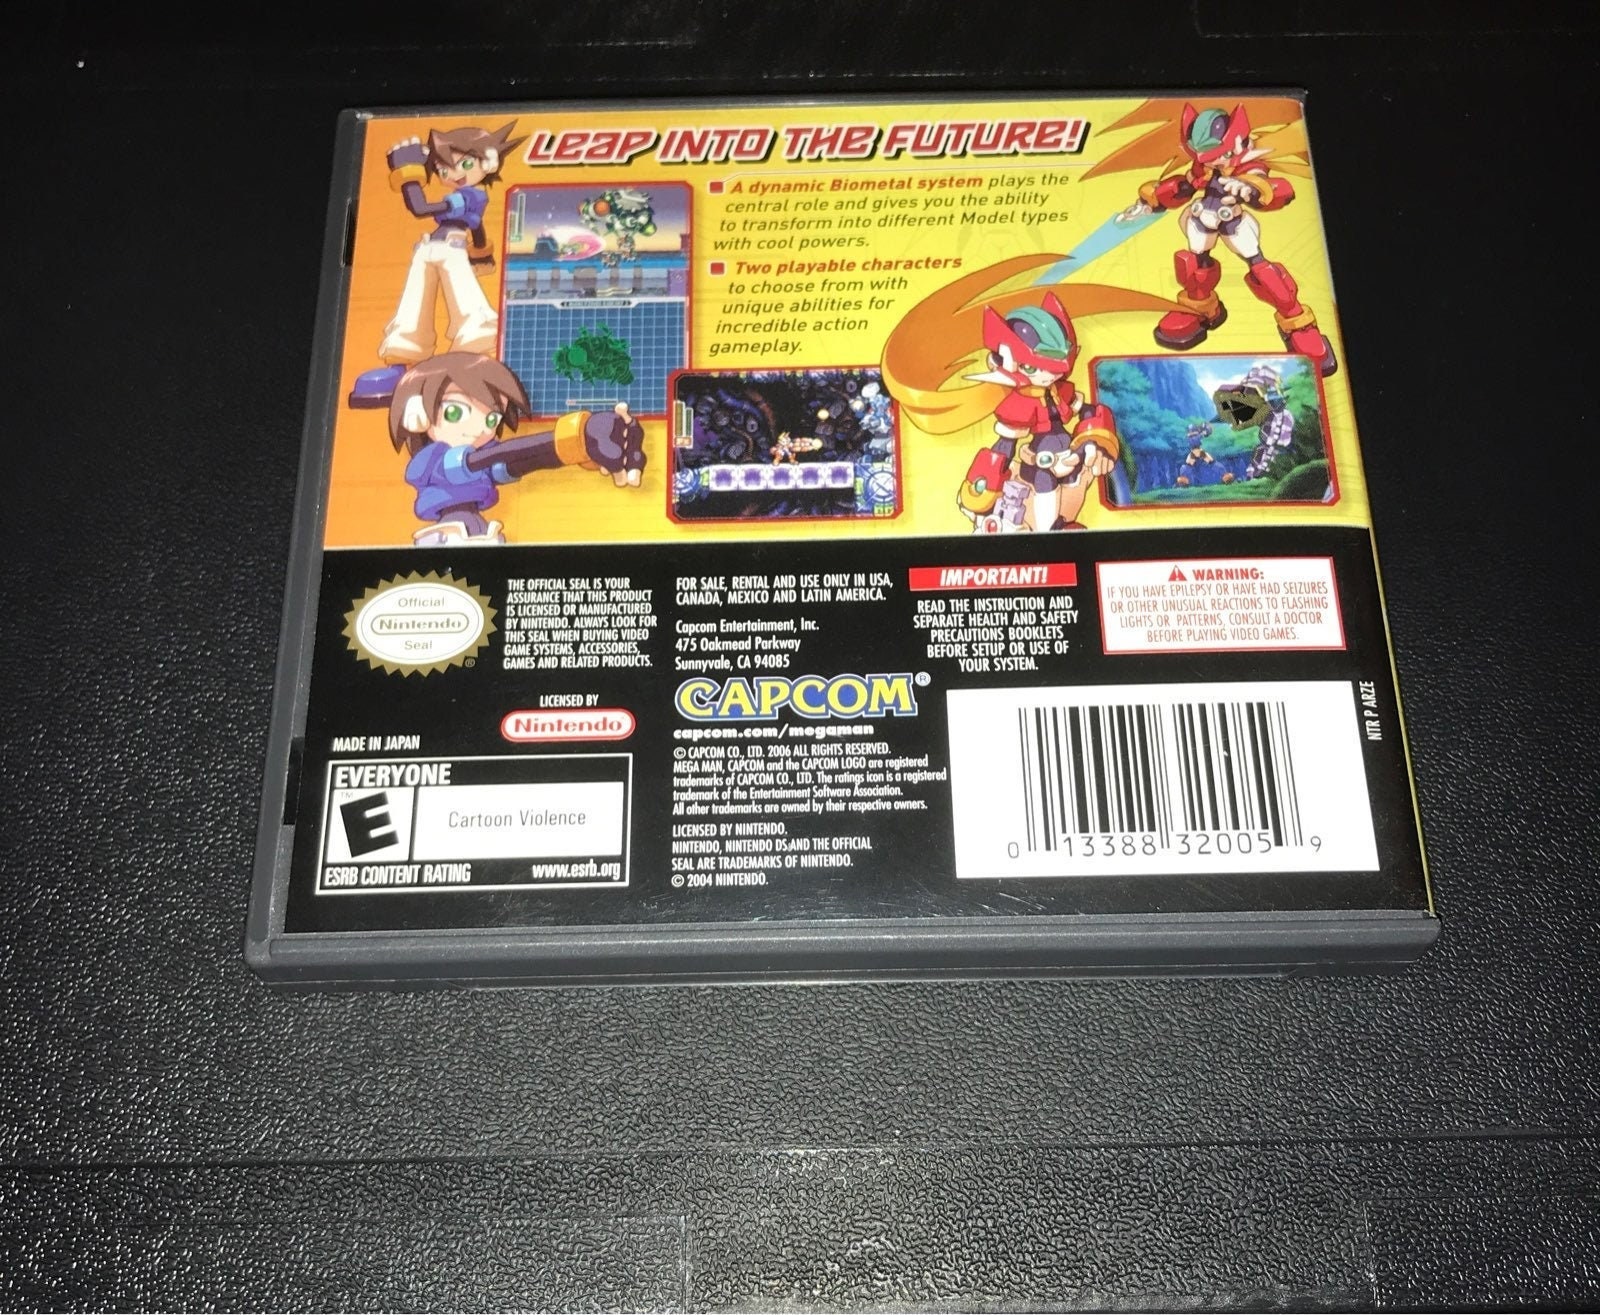 LEAP INTO THE FUTURE!
A dynamic Biometal system plays the
central role and gives you the ability
to transform into different Model types
with cool powers.
Two playable characters
to choose from with
unique abilities for
incredible action
gameplay.
Official
Nintendo
Seal
®
THE OFFICIAL SEAL IS YOUR
ASSURANCE THAT THIS PRODUCT
IS LICENSED OR MANUFACTURED
BY NINTENDO. ALWAYS LOOK FOR
THIS SEAL WHEN BUYING VIDEO
GAME SYSTEMS, ACCESSORIES,
GAMES AND RELATED PRODUCTS.
LICENSED BY
Nintendo
MADE IN JAPAN
EVERYONE
E
TM
Cartoon Violence
ESRB CONTENT RATING www.esrb.org
FOR SALE, RENTAL AND USE ONLY IN USA,
CANADA, MEXICO AND LATIN AMERICA.
Capcom Entertainment, Inc.
475 Oakmead Parkway
Sunnyvale, CA 94085
CAPCOM®
capcom.com/megaman
© CAPCOM CO., LTD. 2006 ALL RIGHTS RESERVED.
MEGA MAN, CAPCOM and the CAPCOM LOGO are registered
trademarks of CAPCOM CO., LTD. The ratings icon is a registered
trademark of the Entertainment Software Association.
All other trademarks are owned by their respective owners.
LICENSED BY NINTENDO.
NINTENDO, NINTENDO DS AND THE OFFICIAL
SEAL ARE TRADEMARKS OF NINTENDO.
© 2004 NINTENDO.
IMPORTANT!
READ THE INSTRUCTION AND
SEPARATE HEALTH AND SAFETY
PRECAUTIONS BOOKLETS
BEFORE SETUP OR USE OF
YOUR SYSTEM.
WARNING:
IF YOU HAVE EPILEPSY OR HAVE HAD SEIZURES
OR OTHER UNUSUAL REACTIONS TO FLASHING
LIGHTS OR PATTERNS, CONSULT A DOCTOR
BEFORE PLAYING VIDEO GAMES.
NTR P ARZE
0 13388 32005 9